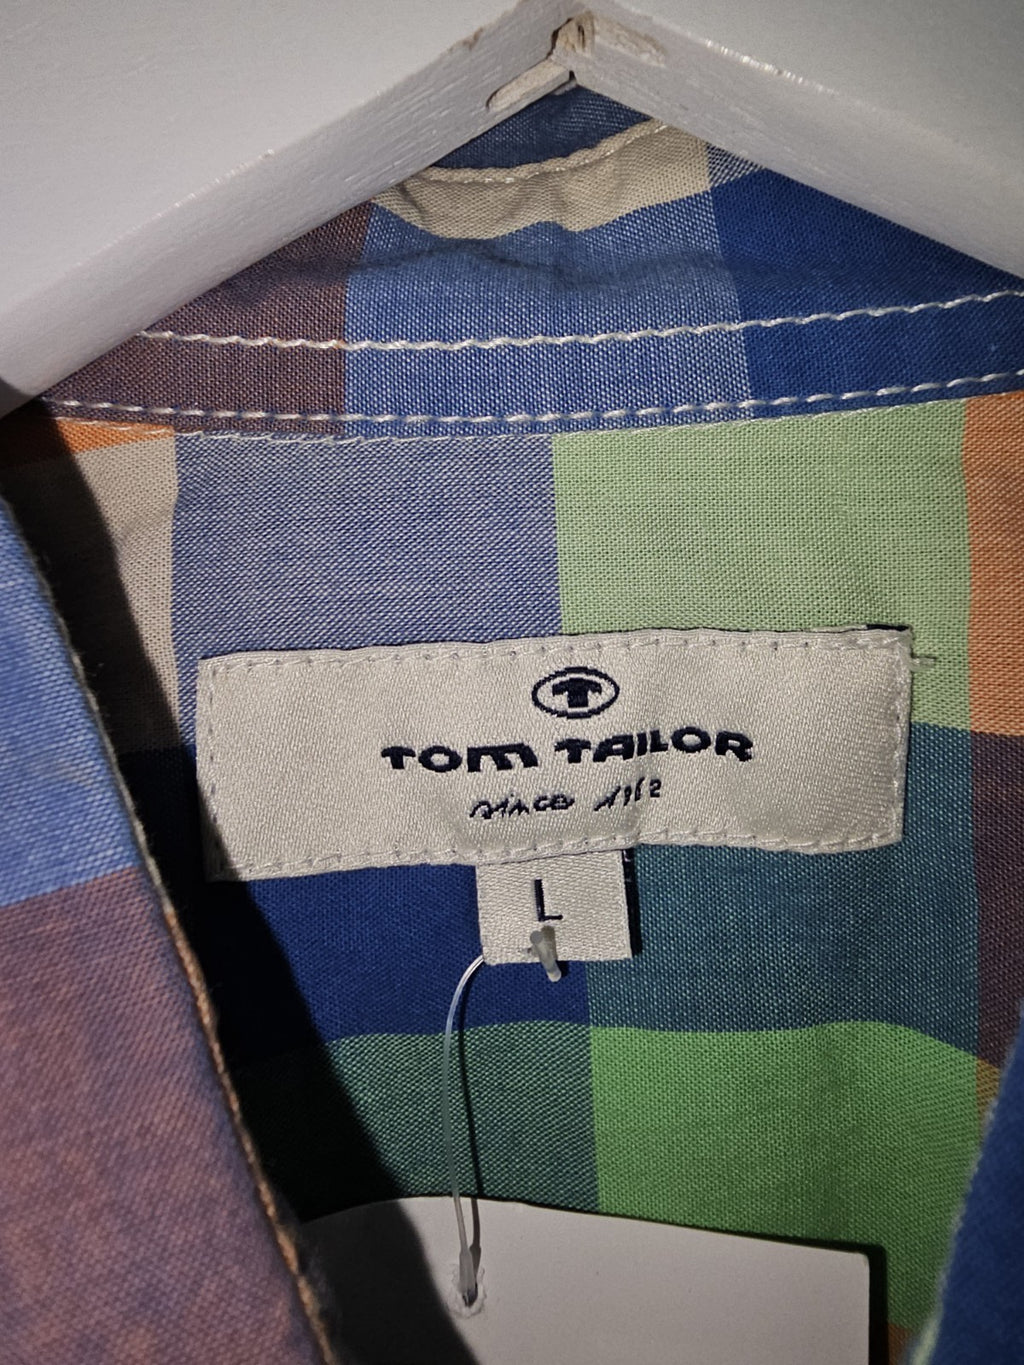 T
TOM TAILOR
since 1962
L